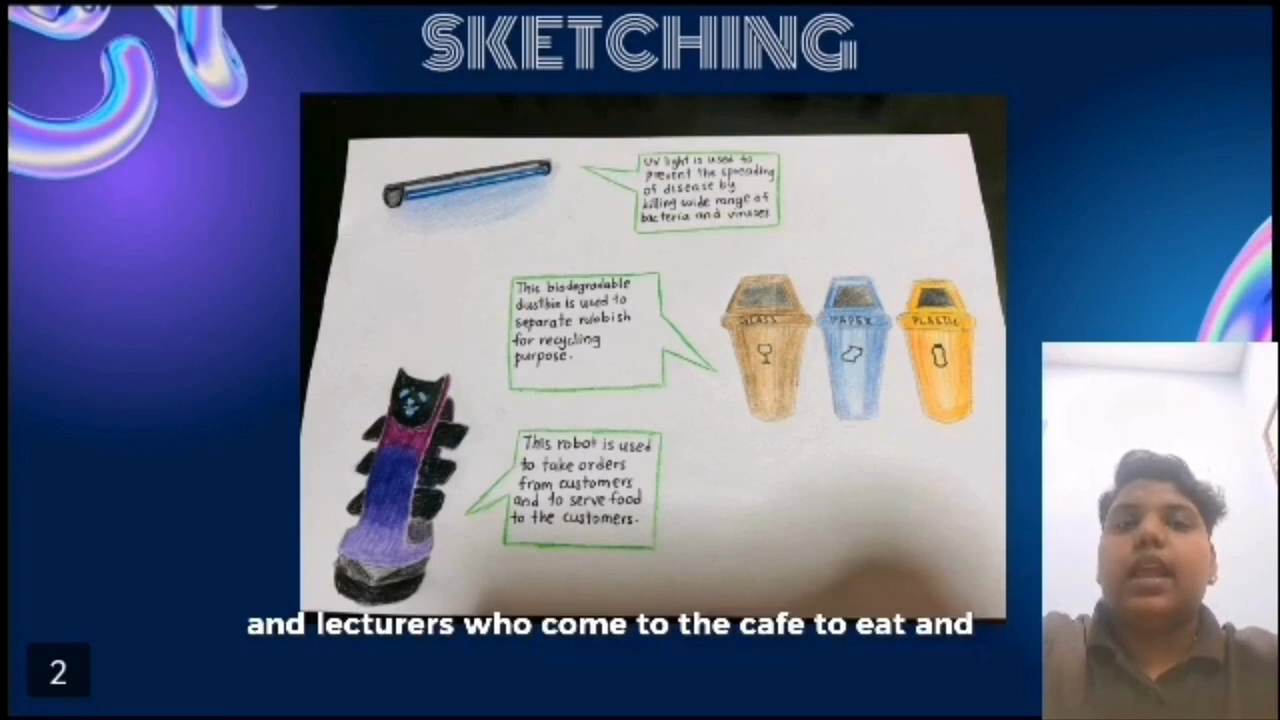 SKETCHING
UV light is used to
prevent the spreading
of disease by
killing wide range of
bacteria and viruses
This biodegradable
dustbin is used to
separate rubbish
for recycling
purpose.
GLASS
PAPER
PLASTIC
This robot is used
to take orders
from customers
and to serve food
to the customers.
and lecturers who come to the cafe to eat and
2